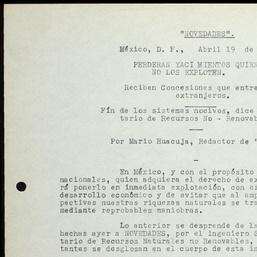 "NOVEDADES".
México, D. F., Abril 19 de
PERDERAN YACIMIENTOS QUIEN
NO LOS EXPLOTEN.
Reciben Concesiones que entre
extranjeros.
Fín de los sistemas nocivos, dice
tario de Recursos No - Renovab
Por Mario Huacuja, Redactor de "
En México, y con el propósito
nacionales, quien adquiera el derecho de ex
rá ponerlo en inmediata explotación, con ex
desarrollo económico y de evitar que al amp
pectivas nuestras riquezas naturales se tra
mediante reprobables maniobras.
Lo anterior se desprende de la
hechas ayer a NOVEDADES, por el ingeniero
tario de Recursos Naturales no Renovables,
tantes se desglosan en el cuerpo de esta i